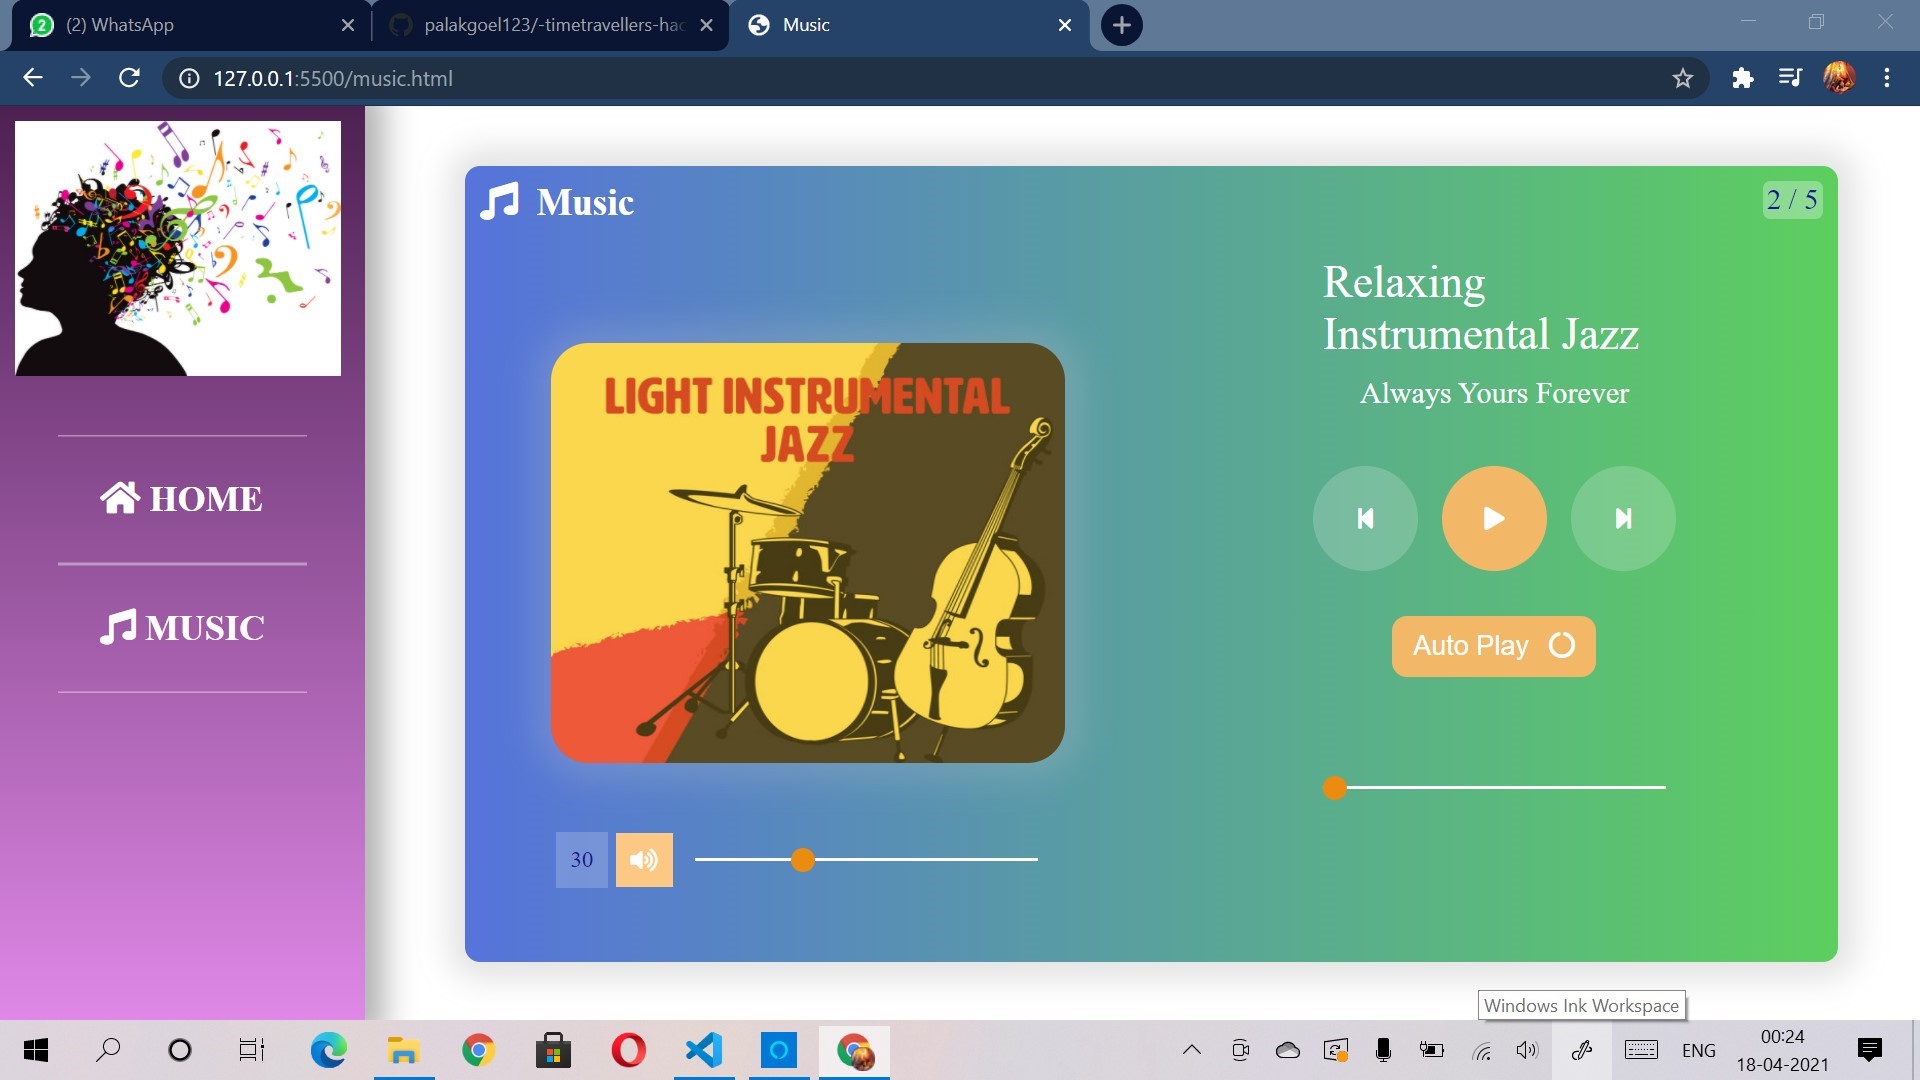 (2) WhatsApp
palakgoel123/-timetravellers-hac
Music
127.0.0.1:5500/music.html
Music
2 / 5
Relaxing
Instrumental Jazz
Always Yours Forever
LIGHT INSTRUMENTAL
JAZZ
HOME
MUSIC
Auto Play
30
Windows Ink Workspace
ENG
00:24
18-04-2021